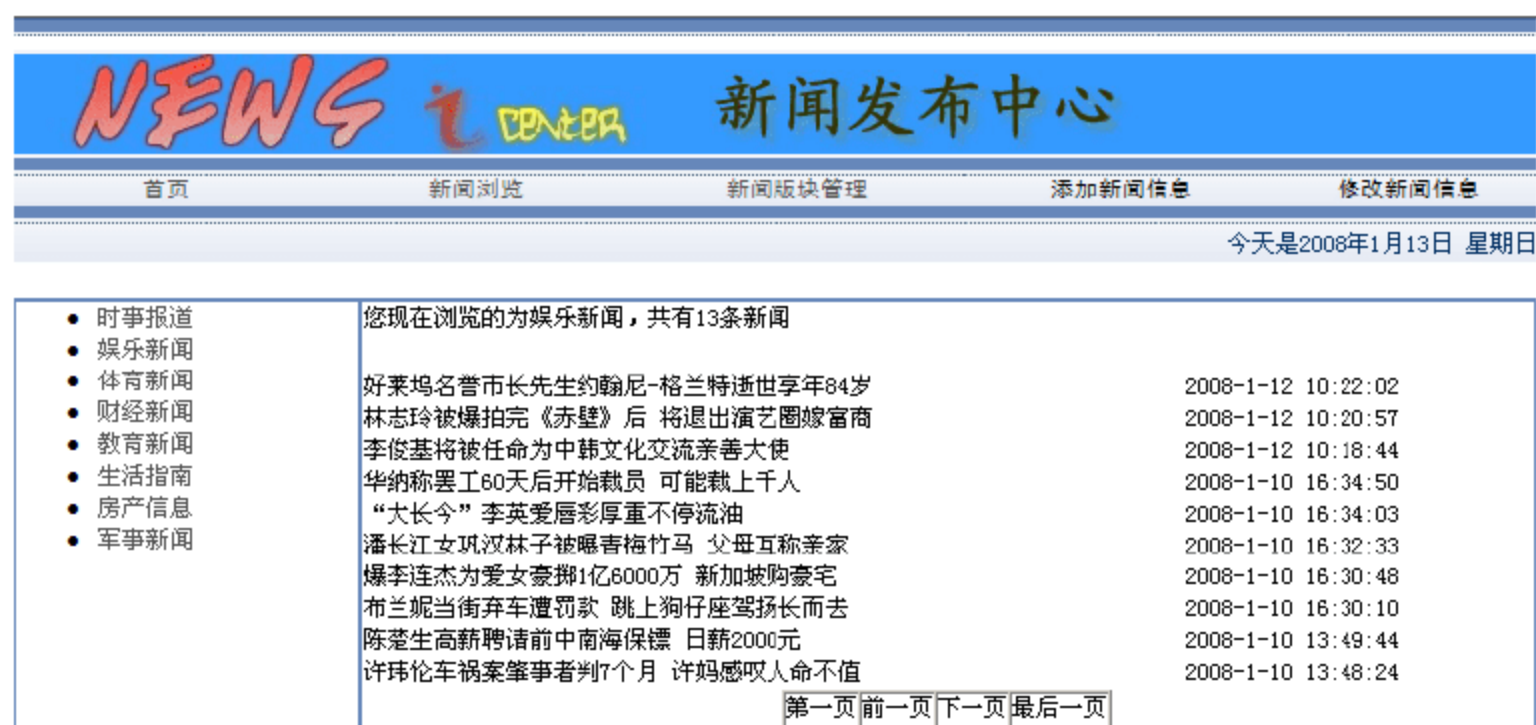 NEWS i CENTER 新闻发布中心
首页 新闻浏览 新闻版块管理 添加新闻信息 修改新闻信息
今天是2008年1月13日 星期日
时事报道
娱乐新闻
体育新闻
财经新闻
教育新闻
生活指南
房产信息
军事新闻
您现在浏览的为娱乐新闻，共有13条新闻
好莱坞名誉市长先生约翰尼-格兰特逝世享年84岁 2008-1-12 10:22:02
林志玲被爆拍完《赤壁》后 将退出演艺圈嫁富商 2008-1-12 10:20:57
李俊基将被任命为中韩文化交流亲善大使 2008-1-12 10:18:44
华纳称罢工60天后开始裁员 可能裁上千人 2008-1-10 16:34:50
“大长今”李英爱唇彩厚重不停流油 2008-1-10 16:34:03
潘长江女巩汉林子被曝青梅竹马 父母互称亲家 2008-1-10 16:32:33
爆李连杰为爱女豪掷1亿6000万 新加坡购豪宅 2008-1-10 16:30:48
布兰妮当街弃车遭罚款 跳上狗仔座驾扬长而去 2008-1-10 16:30:10
陈楚生高薪聘请前中南海保镖 日薪2000元 2008-1-10 13:49:44
许玮伦车祸案肇事者判7个月 许妈感叹人命不值 2008-1-10 13:48:24
第一页 前一页 下一页 最后一页